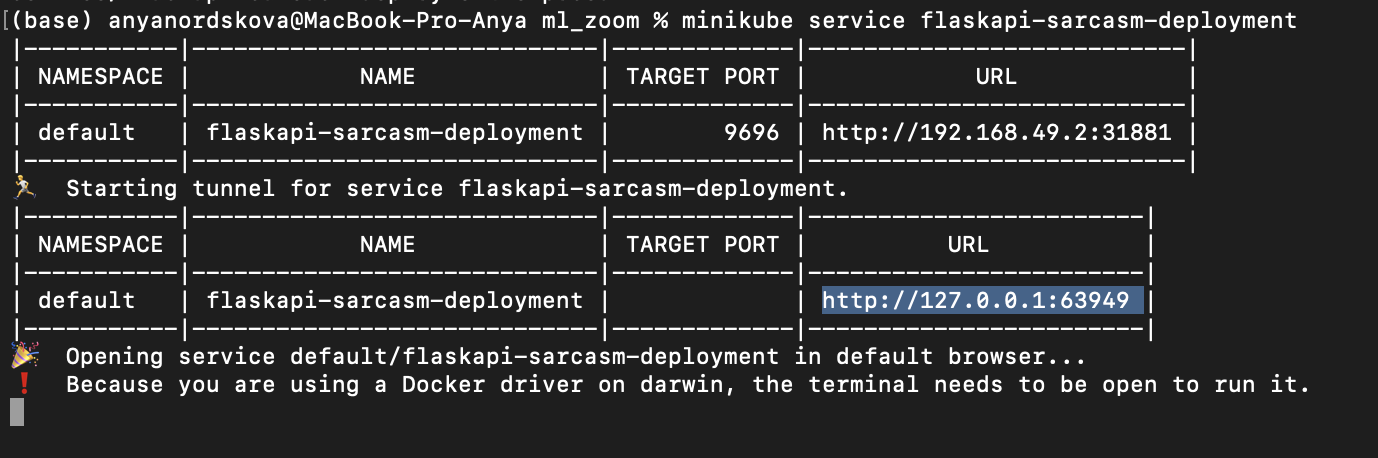 [(base) anyanordskova@MacBook-Pro-Anya ml_zoom % minikube service flaskapi-sarcasm-deployment
|-----------|-----------------------------|-------------|---------------------------|
| NAMESPACE |            NAME             | TARGET PORT |            URL            |
|-----------|-----------------------------|-------------|---------------------------|
| default   | flaskapi-sarcasm-deployment |        9696 | http://192.168.49.2:31881 |
|-----------|-----------------------------|-------------|---------------------------|
🏃  Starting tunnel for service flaskapi-sarcasm-deployment.
|-----------|-----------------------------|-------------|------------------------|
| NAMESPACE |            NAME             | TARGET PORT |          URL           |
|-----------|-----------------------------|-------------|------------------------|
| default   | flaskapi-sarcasm-deployment |             | http://127.0.0.1:63949 |
|-----------|-----------------------------|-------------|------------------------|
🎉  Opening service default/flaskapi-sarcasm-deployment in default browser...
❗  Because you are using a Docker driver on darwin, the terminal needs to be open to run it.